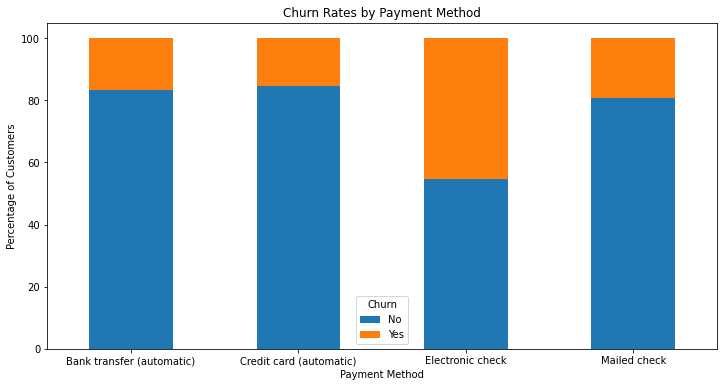 Churn Rates by Payment Method
Percentage of Customers
100
80
60
40
20
0
Churn
No
Yes
Bank transfer (automatic)
Credit card (automatic)
Electronic check
Mailed check
Payment Method